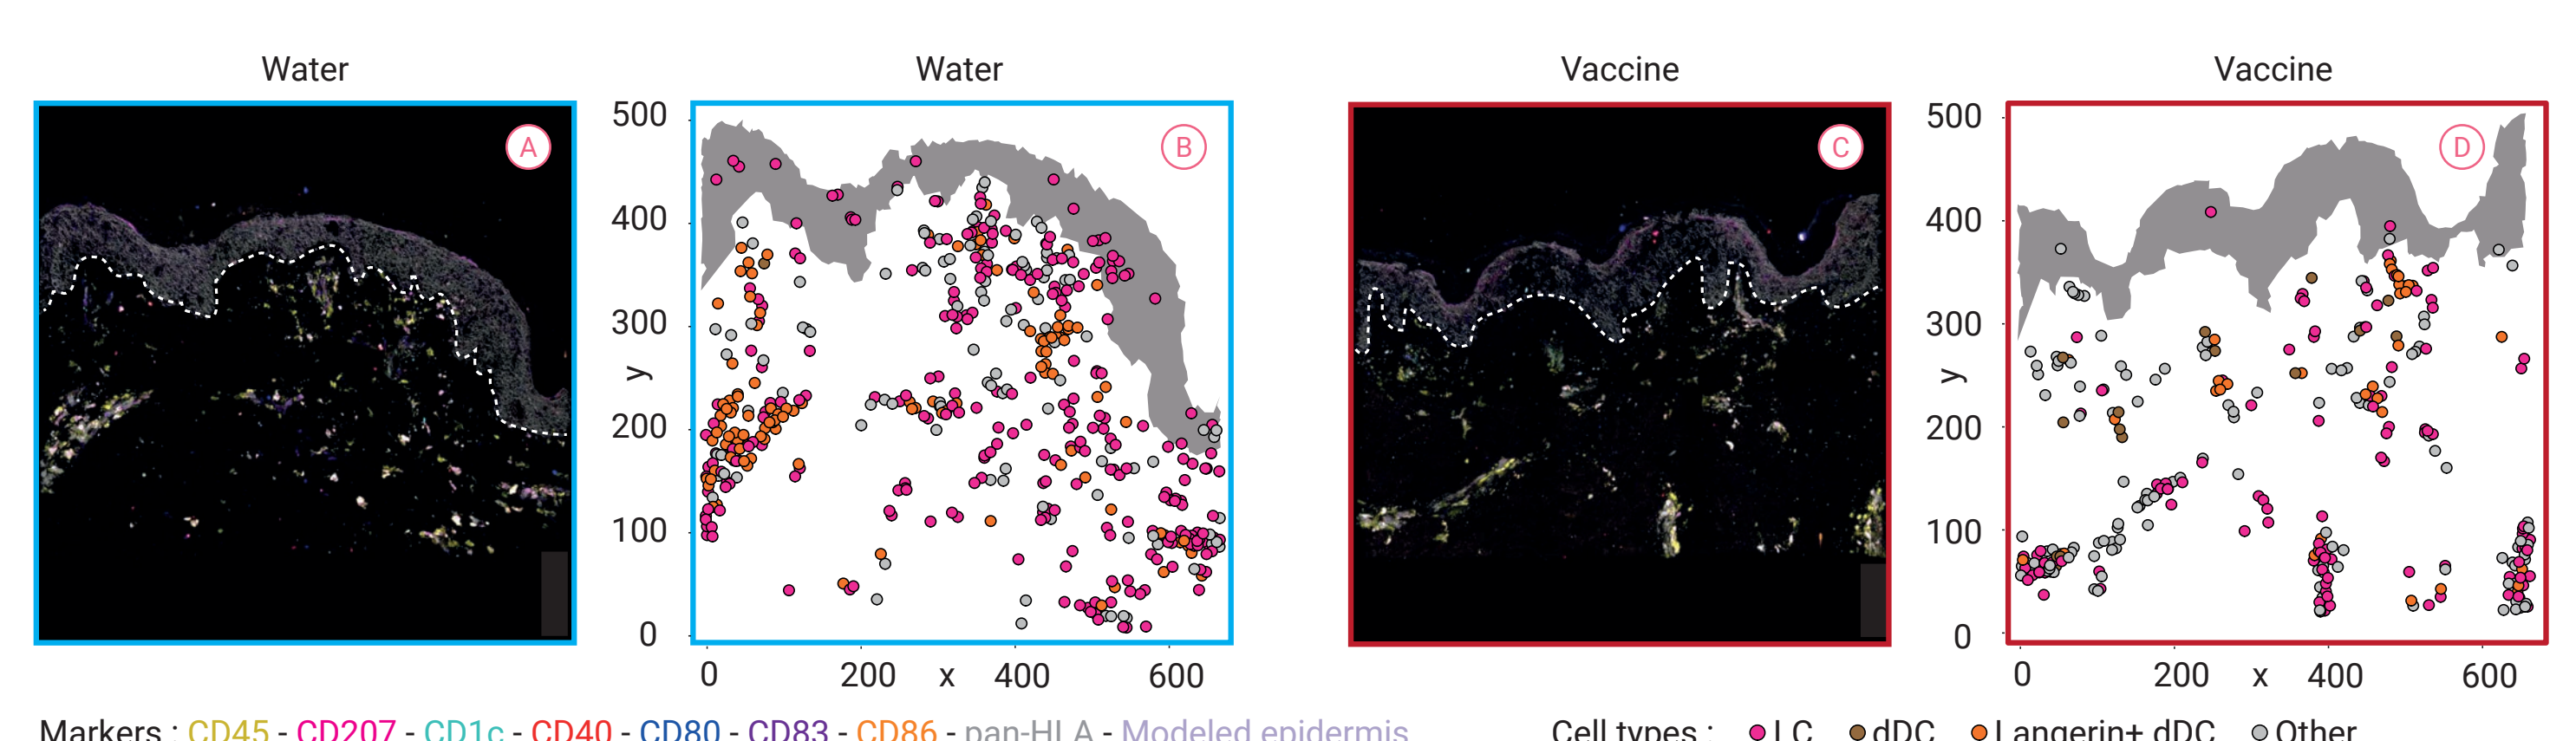 Water
Water
Vaccine
Vaccine
A
B
C
D
500
400
300
y
200
100
0
0
200
x
400
600
500
400
300
y
200
100
0
0
200
x
400
600
Markers : CD45 - CD207 - CD1c - CD40 - CD80 - CD83 - CD86 - pan-HLA - Modeled epidermis
Cell types : LC dDC Langerin+ dDC Other